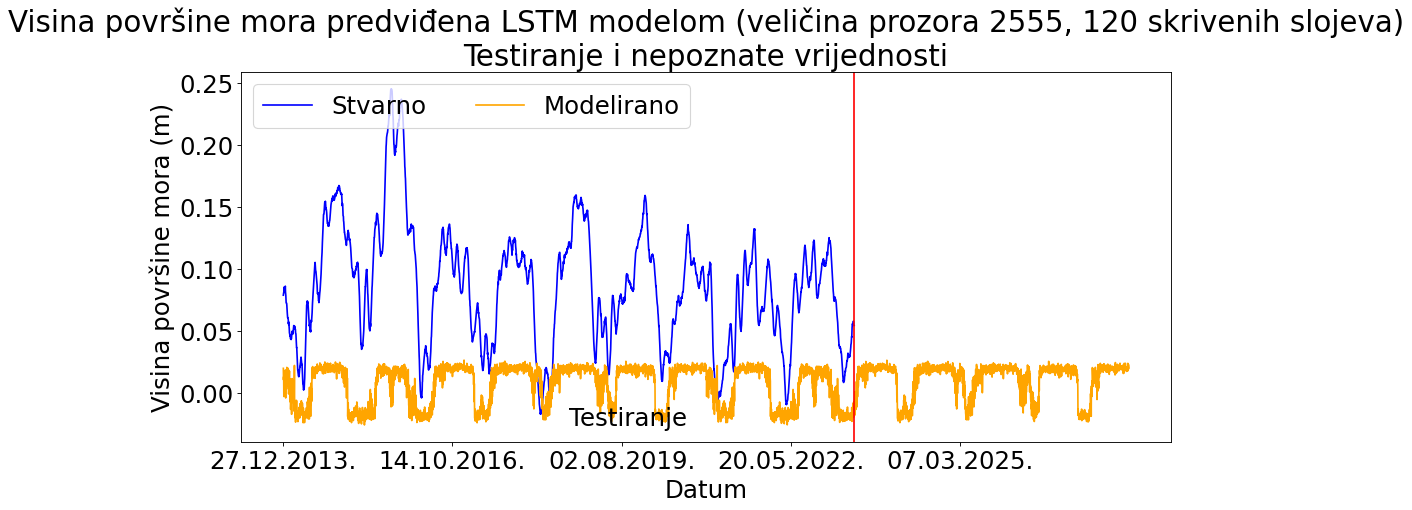 Visina površine mora predviđena LSTM modelom (veličina prozora 2555, 120 skrivenih slojeva)
Testiranje i nepoznate vrijednosti
Stvarno
Modelirano
Visina površine mora (m)
0.25
0.20
0.15
0.10
0.05
0.00
Testiranje
27.12.2013.
14.10.2016.
02.08.2019.
20.05.2022.
07.03.2025.
Datum